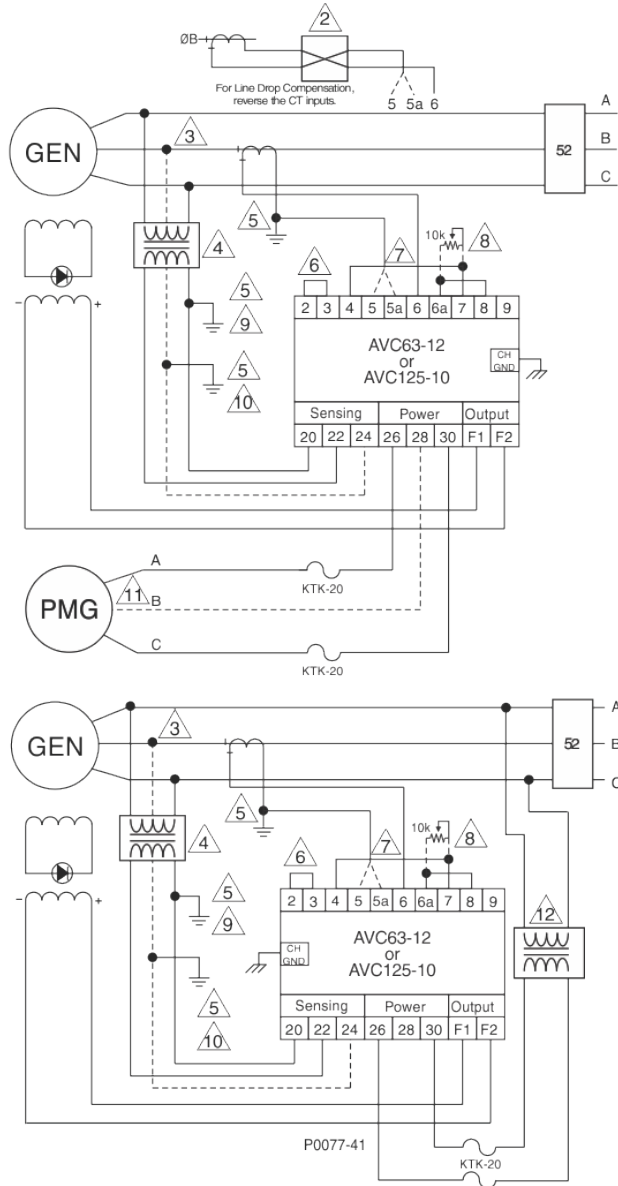 2
ØB
For Line Drop Compensation,
reverse the CT inputs.
5 5a 6
A
GEN
3
52
B
C
5
10k
8
4
6
7
5
2 3 4 5 5a 6 6a 7 8 9
9
AVC63-12
or
AVC125-10
CH
GND
− +
5
10
Sensing Power Output
20 22 24 26 28 30 F1 F2
A
KTK-20
PMG
11
B
C
KTK-20
A
GEN
3
52
B
C
5
10k
8
4
6
7
5
2 3 4 5 5a 6 6a 7 8 9
12
9
− +
AVC63-12
or
AVC125-10
CH
GND
5
10
Sensing Power Output
20 22 24 26 28 30 F1 F2
P0077-41
KTK-20